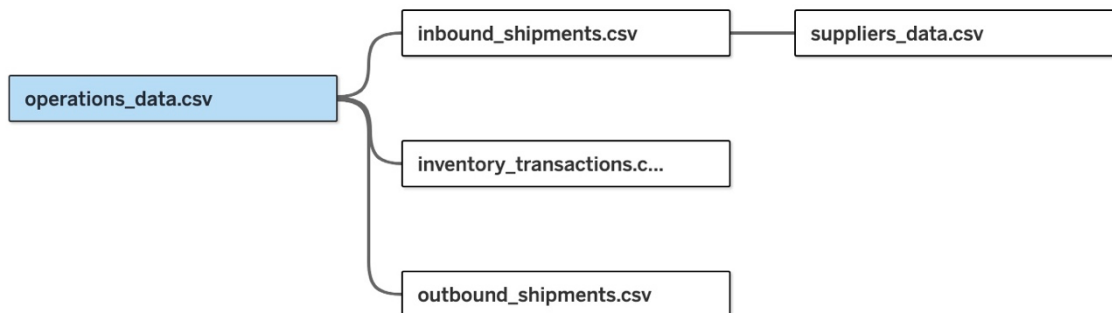 inbound_shipments.csv
suppliers_data.csv
operations_data.csv
inventory_transactions.c...
outbound_shipments.csv